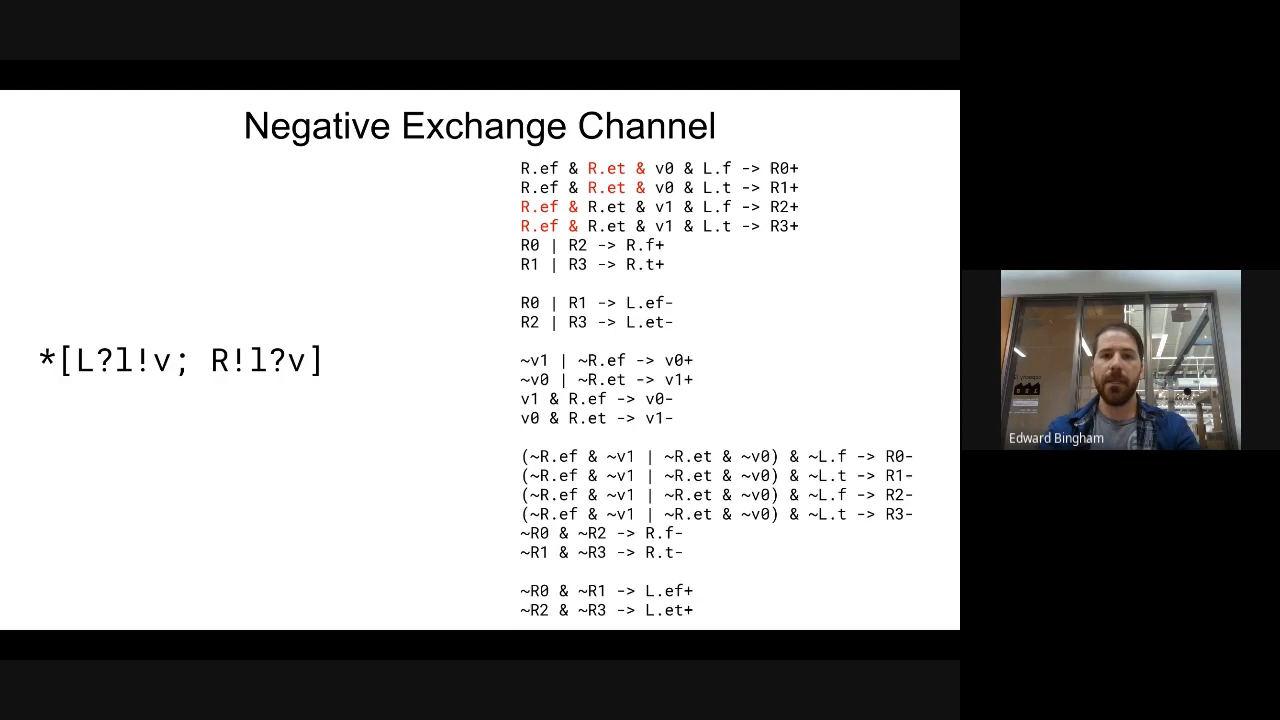 Negative Exchange Channel
*[L?l!v; R!l?v]
R.ef & R.et & v0 & L.f -> R0+
R.ef & R.et & v0 & L.t -> R1+
R.ef & R.et & v1 & L.f -> R2+
R.ef & R.et & v1 & L.t -> R3+
R0 | R2 -> R.f+
R1 | R3 -> R.t+
R0 | R1 -> L.ef-
R2 | R3 -> L.et-
~v1 | ~R.ef -> v0+
~v0 | ~R.et -> v1+
v1 & R.ef -> v0-
v0 & R.et -> v1-
(~R.ef & ~v1 | ~R.et & ~v0) & ~L.f -> R0-
(~R.ef & ~v1 | ~R.et & ~v0) & ~L.t -> R1-
(~R.ef & ~v1 | ~R.et & ~v0) & ~L.f -> R2-
(~R.ef & ~v1 | ~R.et & ~v0) & ~L.t -> R3-
~R0 & ~R2 -> R.f-
~R1 & ~R3 -> R.t-
~R0 & ~R1 -> L.ef+
~R2 & ~R3 -> L.et+
Edward Bingham